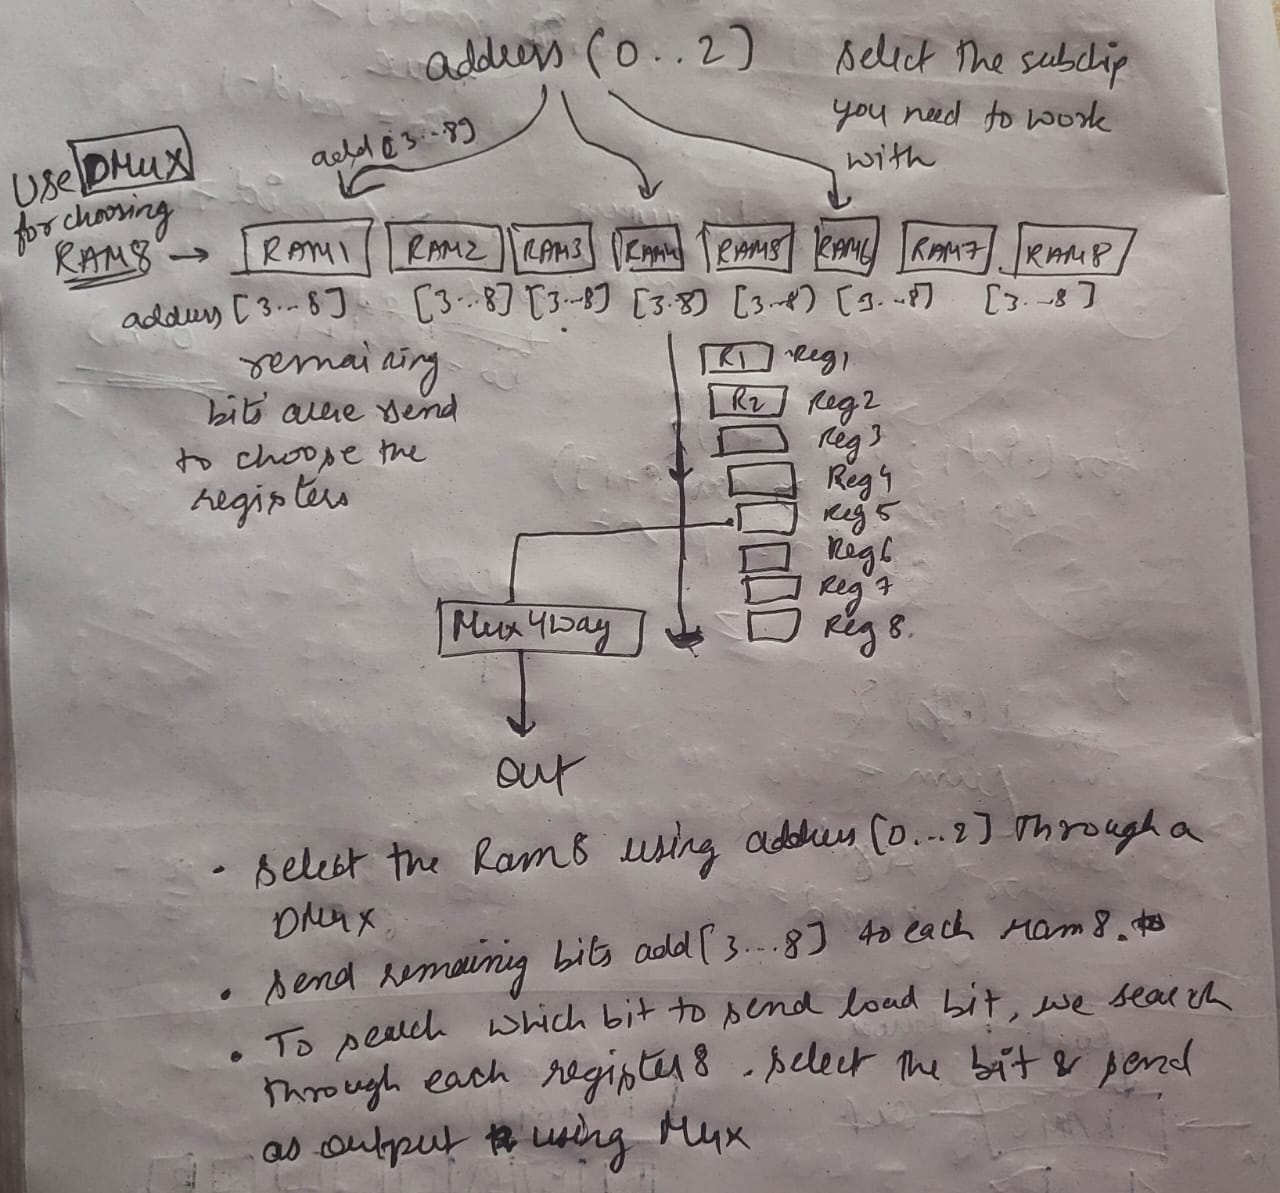 address (0..2]
Select the subchip
you need to work
with
add [3..8]
Use DMUX
for choosing
RAM8 →
RAM1 RAM2 RAM3 RAM4 RAM5 RAM6 RAM7 RAM8
address [3...8] [3...8] [3...8] [3.8] [3...8] [3...8] [3...8]
remaining
bits are send
to choose the
registers
R1 Reg1
R2 Reg2
Reg3
Reg4
Reg5
Reg6
Reg7
Reg8.
Mux4Way
out
• Select the Ram8 using address [0...2] through a
DMux
• Send remainig bits add[3...8] to each ram8.
• To seach which bit to send load bit, we search
through each register8. Select the bit & send
as output using Mux